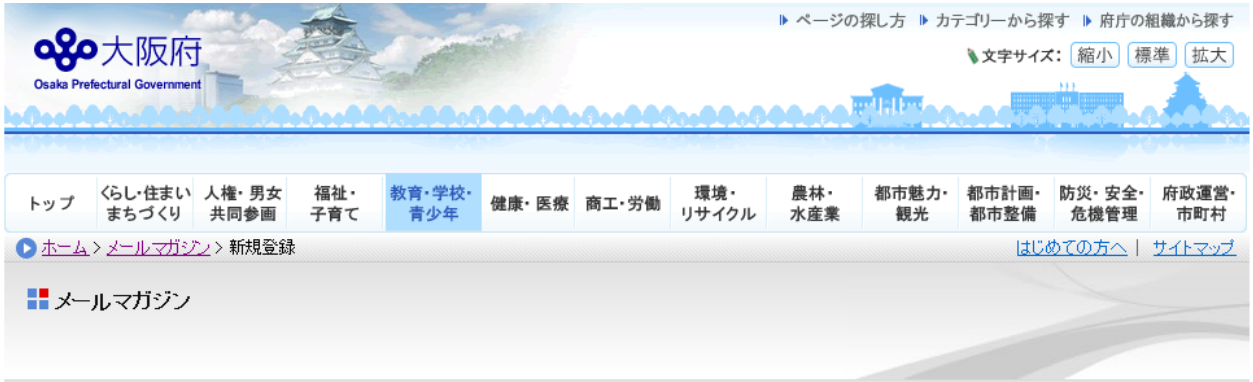 ページの探し方 カテゴリーから探す 府庁の組織から探す
大阪府
Osaka Prefectural Government
文字サイズ: 縮小 標準 拡大
トップ
くらし・住まい
まちづくり
人権・男女
共同参画
福祉・
子育て
教育・学校・
青少年
健康・医療
商工・労働
環境・
リサイクル
農林・
水産業
都市魅力・
観光
都市計画・
都市整備
防災・安全・
危機管理
府政運営・
市町村
ホーム > メールマガジン > 新規登録
はじめての方へ | サイトマップ
メールマガジン